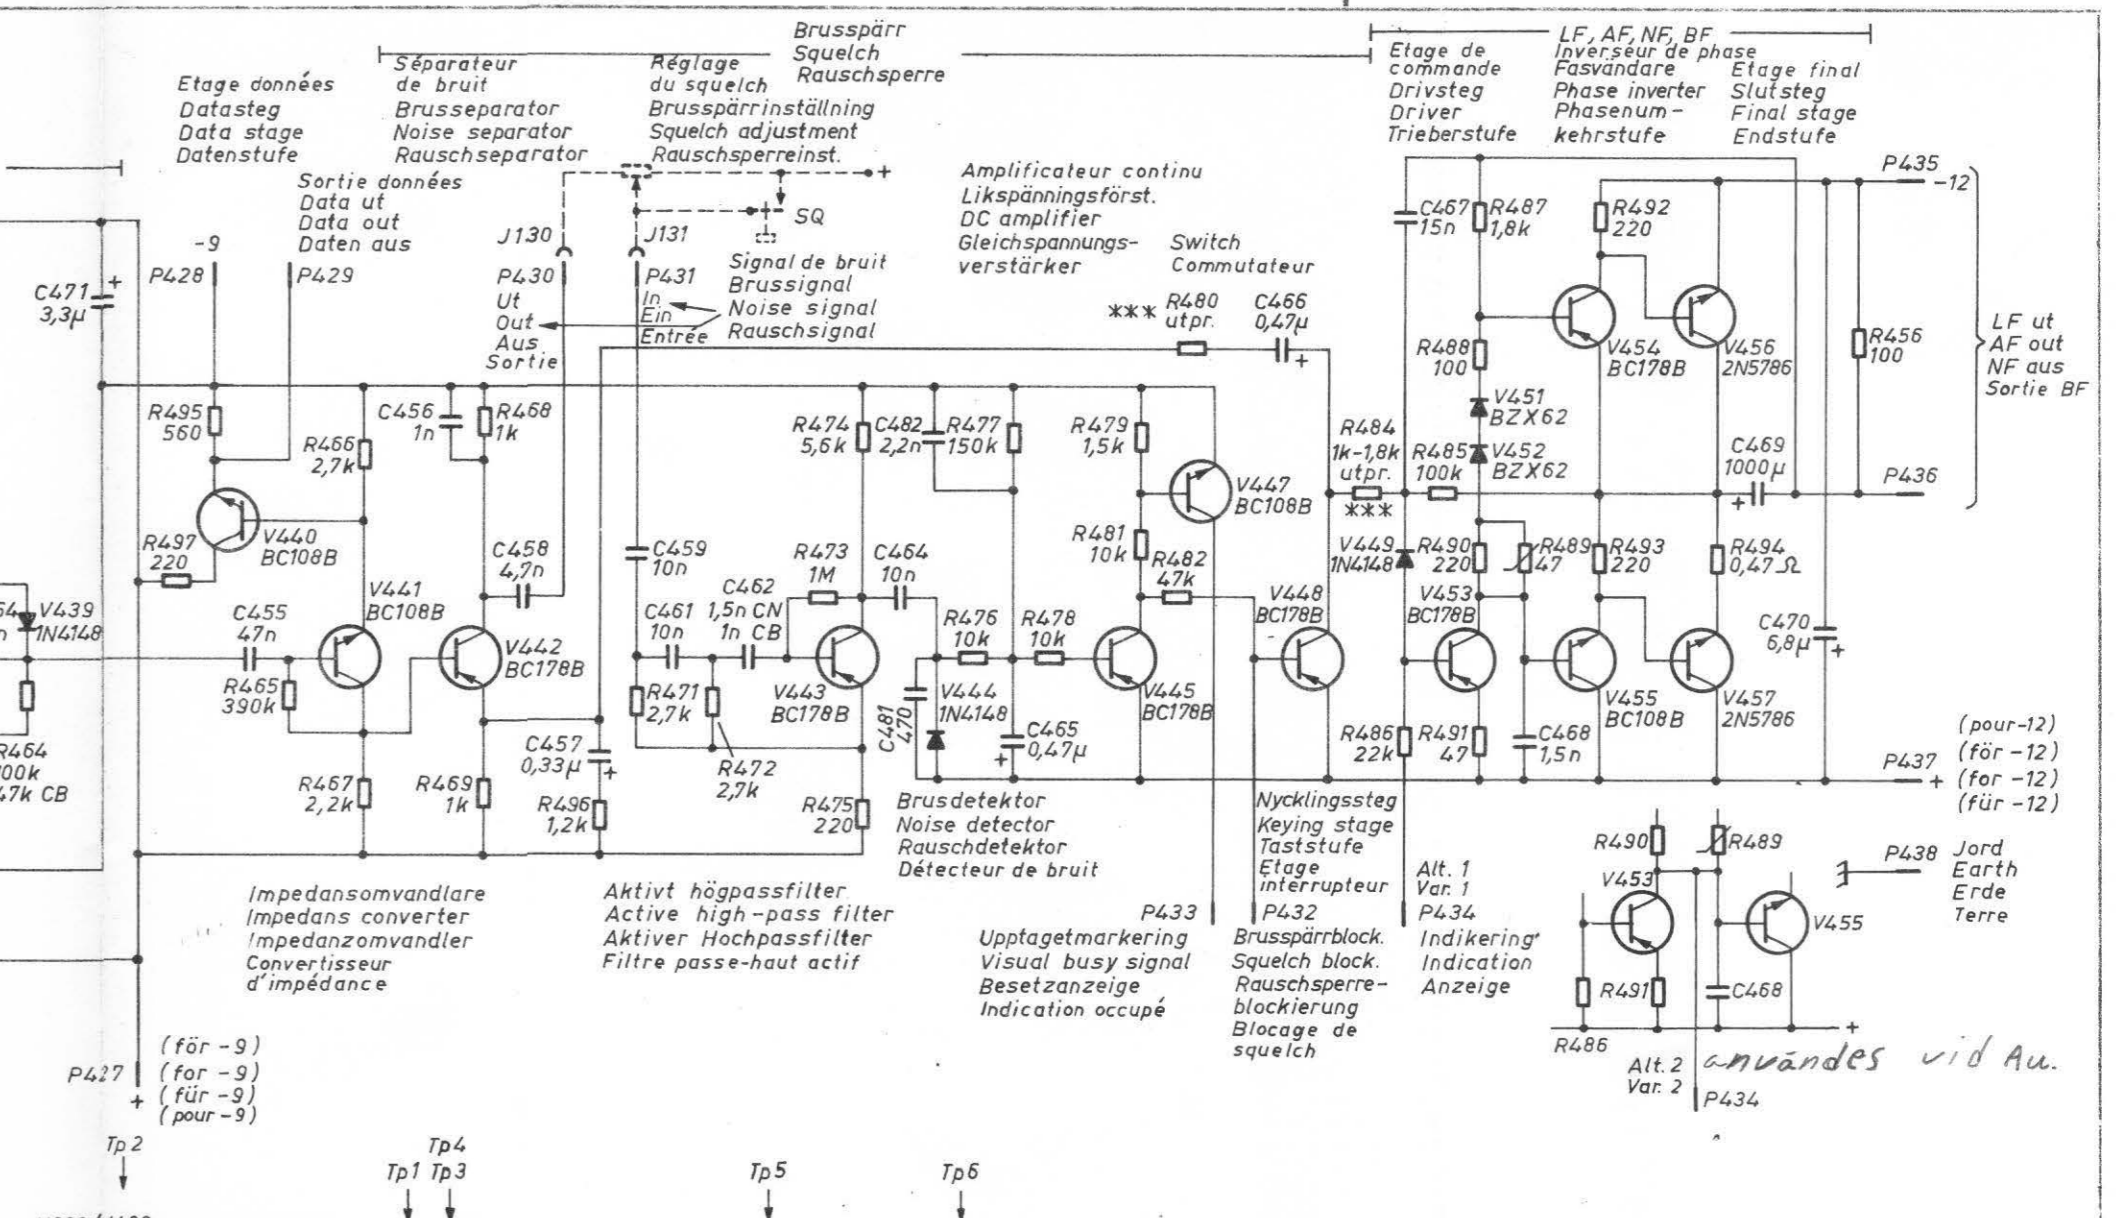 Brusspärr
Squelch
Rauschsperre
LF, AF, NF, BF
Etage données
Datasteg
Data stage
Datenstufe
Séparateur
de bruit
Brusseparator
Noise separator
Rauschseparator
Réglage
du squelch
Brusspärrinställning
Squelch adjustment
Rauschsperreinst.
Etage de
commande
Drivsteg
Driver
Trieberstufe
Inverseur de phase
Fasvändare
Phase inverter
Phasenum-
kehrstufe
Etage final
Slutsteg
Final stage
Endstufe
Sortie données
Data ut
Data out
Daten aus
-9
P428
P429
C471
3,3µ
+
J130
J131
SQ
+
P430
Ut
Out
Aus
Sortie
P431
In
Ein
Entrée
Signal de bruit
Brussignal
Noise signal
Rauschsignal
Amplificateur continu
Likspänningsförst.
DC amplifier
Gleichspannungs-
verstärker
Switch
Commutateur
*** R480
utpr.
C466
0,47µ
+
C467
15n
R487
1,8k
R492
220
P435
-12
R488
100
V454
BC178B
V456
2N5786
R456
100
LF ut
AF out
NF aus
Sortie BF
R495
560
R466
2,7k
C456
1n
R468
1k
R474
5,6k
C482
2,2n
R477
150k
R479
1,5k
V447
BC108B
R484
1k-1,8k
utpr.
***
R485
100k
V451
BZX62
V452
BZX62
C469
1000µ
+
P436
V440
BC108B
R497
220
V441
BC108B
C458
4,7n
C459
10n
R473
1M
C464
10n
R481
10k
R482
47k
V449
1N4148
R490
220
R489
47
R493
220
R494
0,47Ω
V439
1N4148
C455
47n
V442
BC178B
C461
10n
C462
1,5n CN
1n CB
R476
10k
R478
10k
V448
BC178B
V453
BC178B
C470
6,8µ
+
R465
390k
R471
2,7k
V443
BC178B
C481
470
V444
1N4148
V445
BC178B
V455
BC108B
V457
2N5786
R464
47k CB
R467
2,2k
R469
1k
C457
0,33µ
+
R496
1,2k
R472
2,7k
R475
220
C465
0,47µ
+
R486
22k
R491
47
C468
1,5n
P437
+
(pour-12)
(för -12)
(for -12)
(für -12)
Brusdetektor
Noise detector
Rauschdetektor
Détecteur de bruit
Nycklingssteg
Keying stage
Taststufe
Etage
interrupteur
Alt. 1
Var. 1
P433
P432
P434
Impedansomvandlare
Impedans converter
Impedanzomvandler
Convertisseur
d'impédance
Aktivt högpassfilter
Active high-pass filter
Aktiver Hochpassfilter
Filtre passe-haut actif
Upptagetmarkering
Visual busy signal
Besetzanzeige
Indication occupé
Brusspärrblock.
Squelch block.
Rauschsperre-
blockierung
Blocage de
squelch
Indikering
Indication
Anzeige
R490
R489
V453
V455
R491
C468
R486
+
P438
Jord
Earth
Erde
Terre
Alt. 2
Var. 2
P434
användes vid Au.
P427
+
(för -9)
(for -9)
(für -9)
(pour -9)
Tp2
Tp4
Tp1 Tp3
Tp5
Tp6